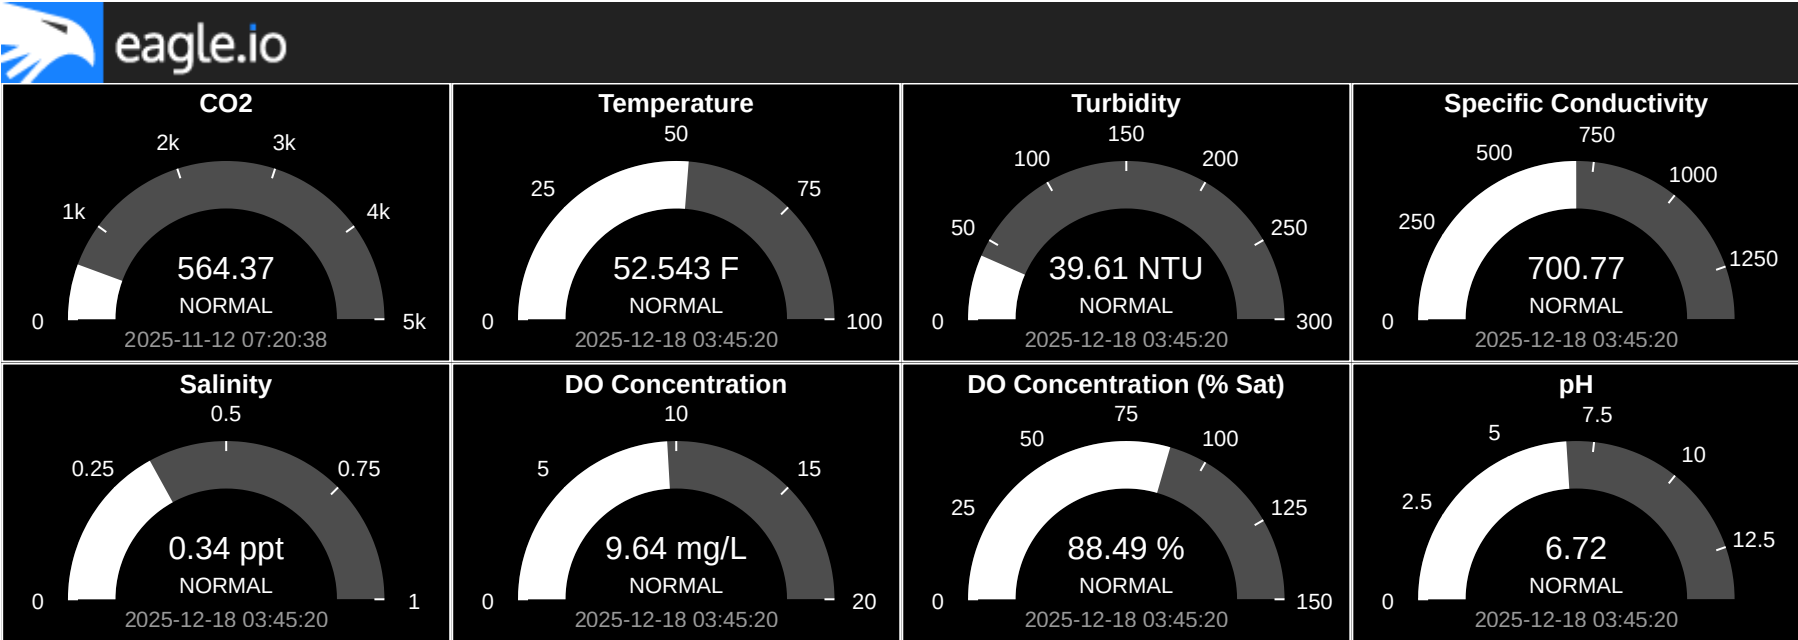 eagle.io
CO2
2k 3k
1k 4k
564.37
NORMAL
0 5k
2025-11-12 07:20:38
Temperature
50
25 75
52.543 F
NORMAL
0 100
2025-12-18 03:45:20
Turbidity
150
100 200
50 250
39.61 NTU
NORMAL
0 300
2025-12-18 03:45:20
Specific Conductivity
750
500
1000
250
1250
700.77
NORMAL
0
2025-12-18 03:45:20
Salinity
0.5
0.25 0.75
0.34 ppt
NORMAL
0 1
2025-12-18 03:45:20
DO Concentration
10
5 15
9.64 mg/L
NORMAL
0 20
2025-12-18 03:45:20
DO Concentration (% Sat)
75
50 100
25 125
88.49 %
NORMAL
0 150
2025-12-18 03:45:20
pH
7.5
5
10
2.5
12.5
6.72
NORMAL
0
2025-12-18 03:45:20